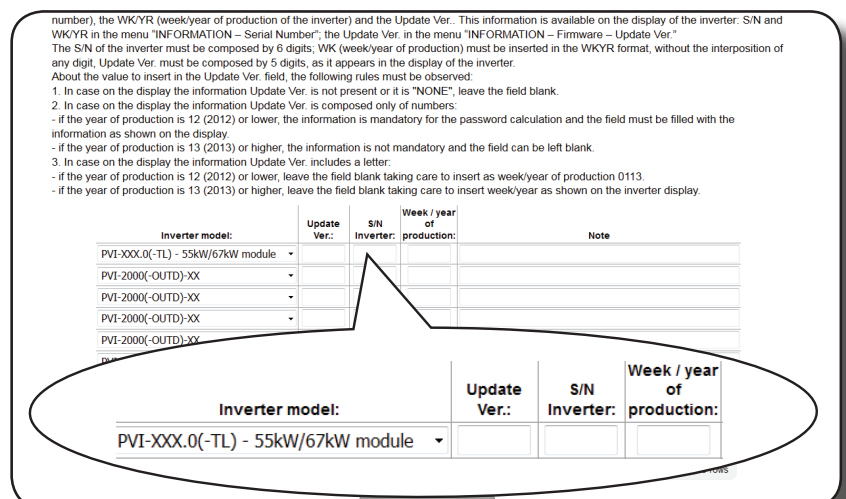 number), the WK/YR (week/year of production of the inverter) and the Update Ver.. This information is available on the display of the inverter: S/N and
WK/YR in the menu "INFORMATION – Serial Number"; the Update Ver. in the menu "INFORMATION – Firmware – Update Ver."
The S/N of the inverter must be composed by 6 digits; WK (week/year of production) must be inserted in the WKYR format, without the interposition of
any digit, Update Ver. must be composed by 5 digits, as it appears in the display of the inverter.
About the value to insert in the Update Ver. field, the following rules must be observed:
1. In case on the display the information Update Ver. is not present or it is "NONE", leave the field blank.
2. In case on the display the information Update Ver. is composed only of numbers:
- if the year of production is 12 (2012) or lower, the information is mandatory for the password calculation and the field must be filled with the
information as shown on the display.
- if the year of production is 13 (2013) or higher, the information is not mandatory and the field can be left blank.
3. In case on the display the information Update Ver. includes a letter:
- if the year of production is 12 (2012) or lower, leave the field blank taking care to insert as week/year of production 0113.
- if the year of production is 13 (2013) or higher, leave the field blank taking care to insert week/year as shown on the inverter display.
Inverter model: Update Ver.: S/N Inverter: Week / year of production: Note
PVI-XXX.0(-TL) - 55kW/67kW module
PVI-2000(-OUTD)-XX
PVI-2000(-OUTD)-XX
PVI-2000(-OUTD)-XX
PVI-2000(-OUTD)-XX
Inverter model: Update Ver.: S/N Inverter: Week / year of production:
PVI-XXX.0(-TL) - 55kW/67kW module
rows